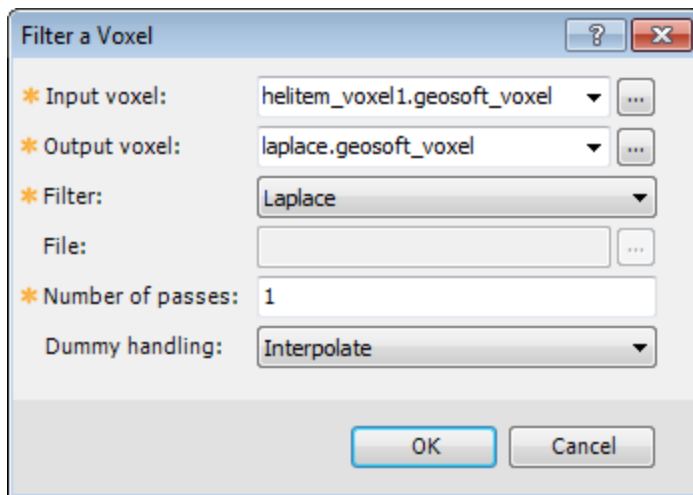 Filter a Voxel ?
* Input voxel: helitem_voxel1.geosoft_voxel ...
* Output voxel: laplace.geosoft_voxel ...
* Filter: Laplace
File: ...
* Number of passes: 1
Dummy handling: Interpolate
OK Cancel